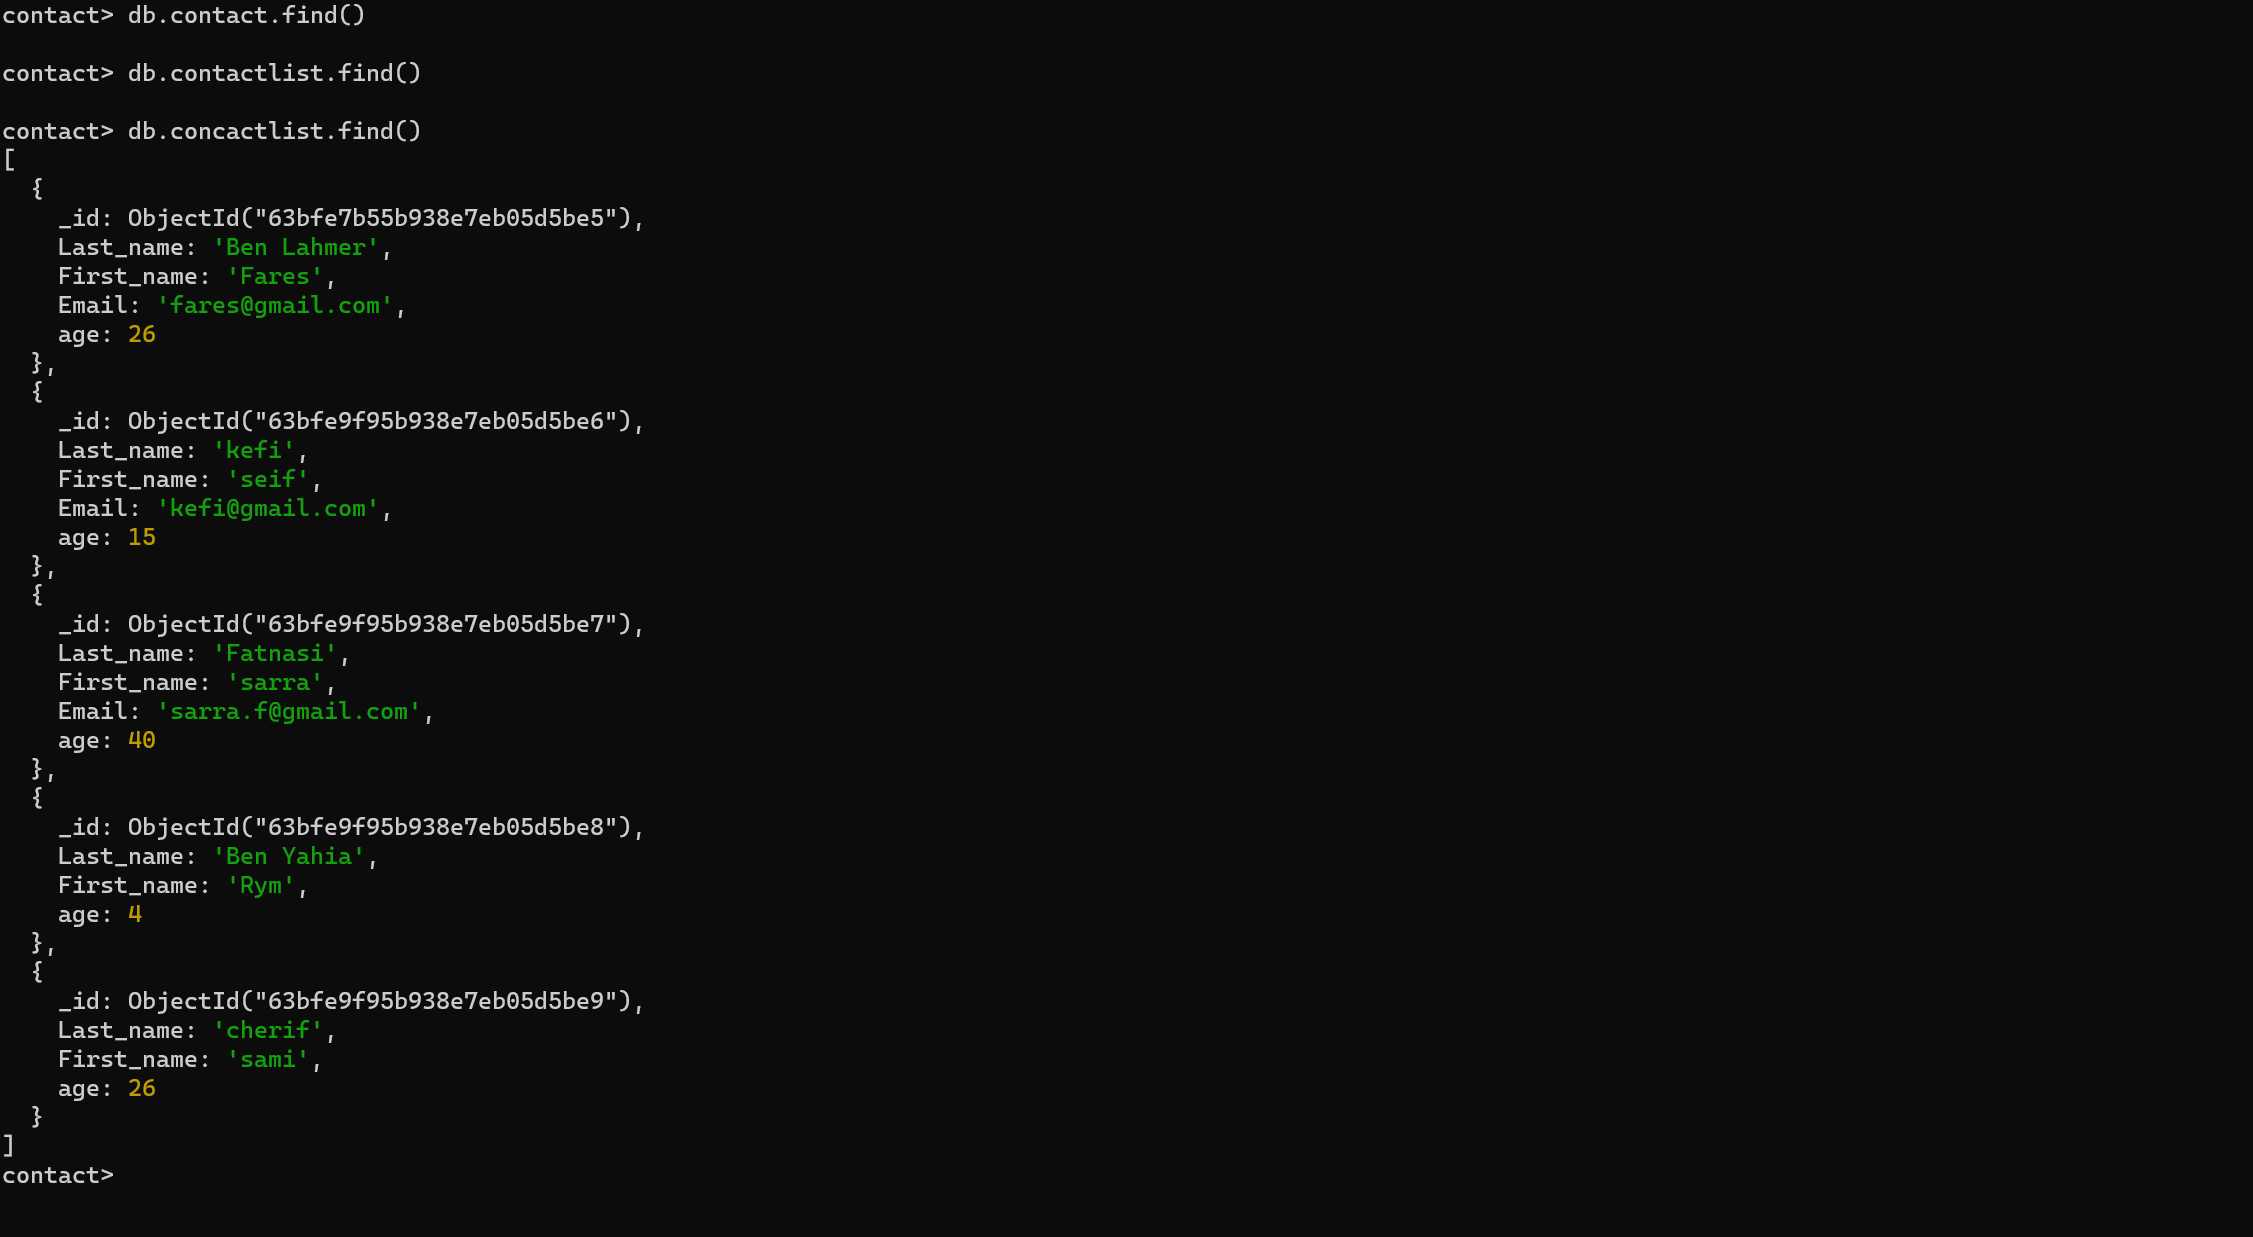 contact> db.contact.find()
contact> db.contactlist.find()
contact> db.concactlist.find()
[
  {
    _id: ObjectId("63bfe7b55b938e7eb05d5be5"),
    Last_name: 'Ben Lahmer',
    First_name: 'Fares',
    Email: 'fares@gmail.com',
    age: 26
  },
  {
    _id: ObjectId("63bfe9f95b938e7eb05d5be6"),
    Last_name: 'kefi',
    First_name: 'seif',
    Email: 'kefi@gmail.com',
    age: 15
  },
  {
    _id: ObjectId("63bfe9f95b938e7eb05d5be7"),
    Last_name: 'Fatnasi',
    First_name: 'sarra',
    Email: 'sarra.f@gmail.com',
    age: 40
  },
  {
    _id: ObjectId("63bfe9f95b938e7eb05d5be8"),
    Last_name: 'Ben Yahia',
    First_name: 'Rym',
    age: 4
  },
  {
    _id: ObjectId("63bfe9f95b938e7eb05d5be9"),
    Last_name: 'cherif',
    First_name: 'sami',
    age: 26
  }
]
contact>